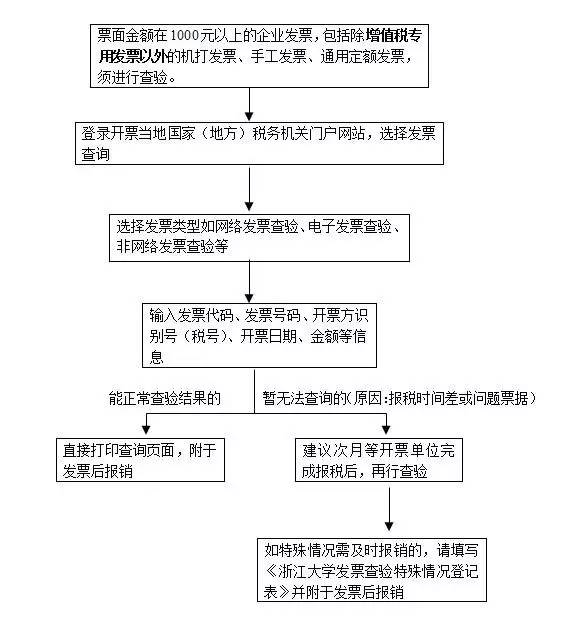 票面金额在1000元以上的企业发票，包括除增值税专
用发票以外的机打发票、手工发票、通用定额发票，
须进行查验。
登录开票当地国家（地方）税务机关门户网站，选择发票
查询
选择发票类型如网络发票查验、电子发票查验、
非网络发票查验等
输入发票代码、发票号码、开票方识
别号（税号）、开票日期、金额等信
息
能正常查验结果的
暂无法查询的（原因:报税时间差或问题票据）
直接打印查询页面，附于
发票后报销
建议次月等开票单位完
成报税后，再行查验
如特殊情况需及时报销的，请填写
《浙江大学发票查验特殊情况登记
表》并附于发票后报销